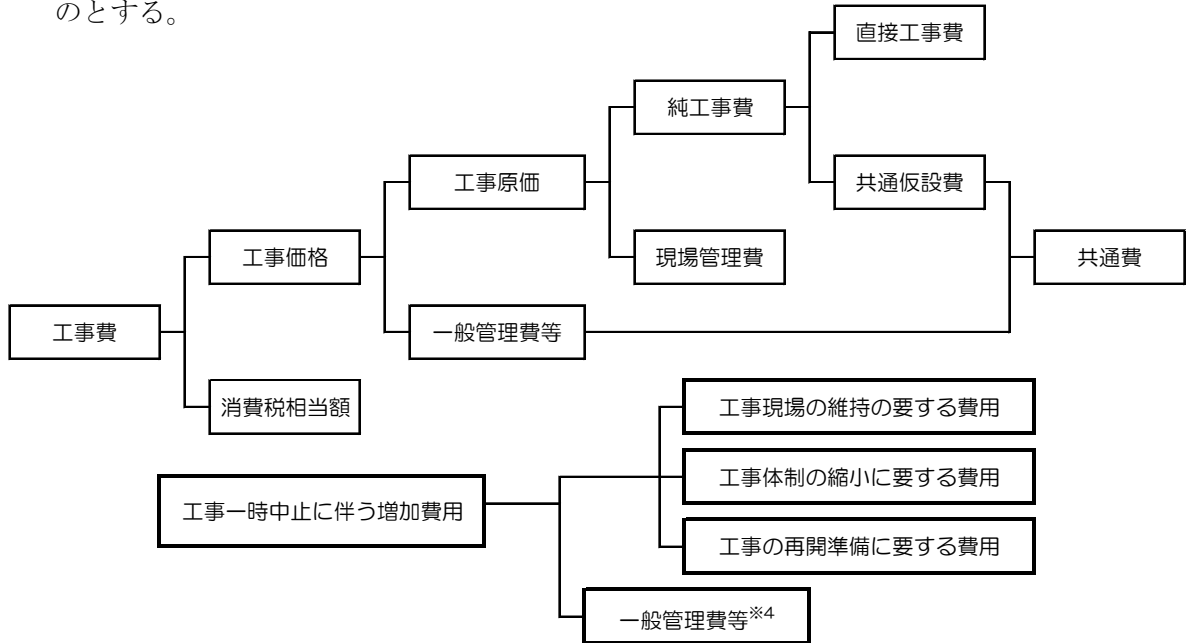 のとする。
直接工事費
純工事費
工事原価
共通仮設費
工事価格
現場管理費
共通費
工事費
一般管理費等
消費税相当額
工事現場の維持の要する費用
工事体制の縮小に要する費用
工事一時中止に伴う増加費用
工事の再開準備に要する費用
一般管理費等※4